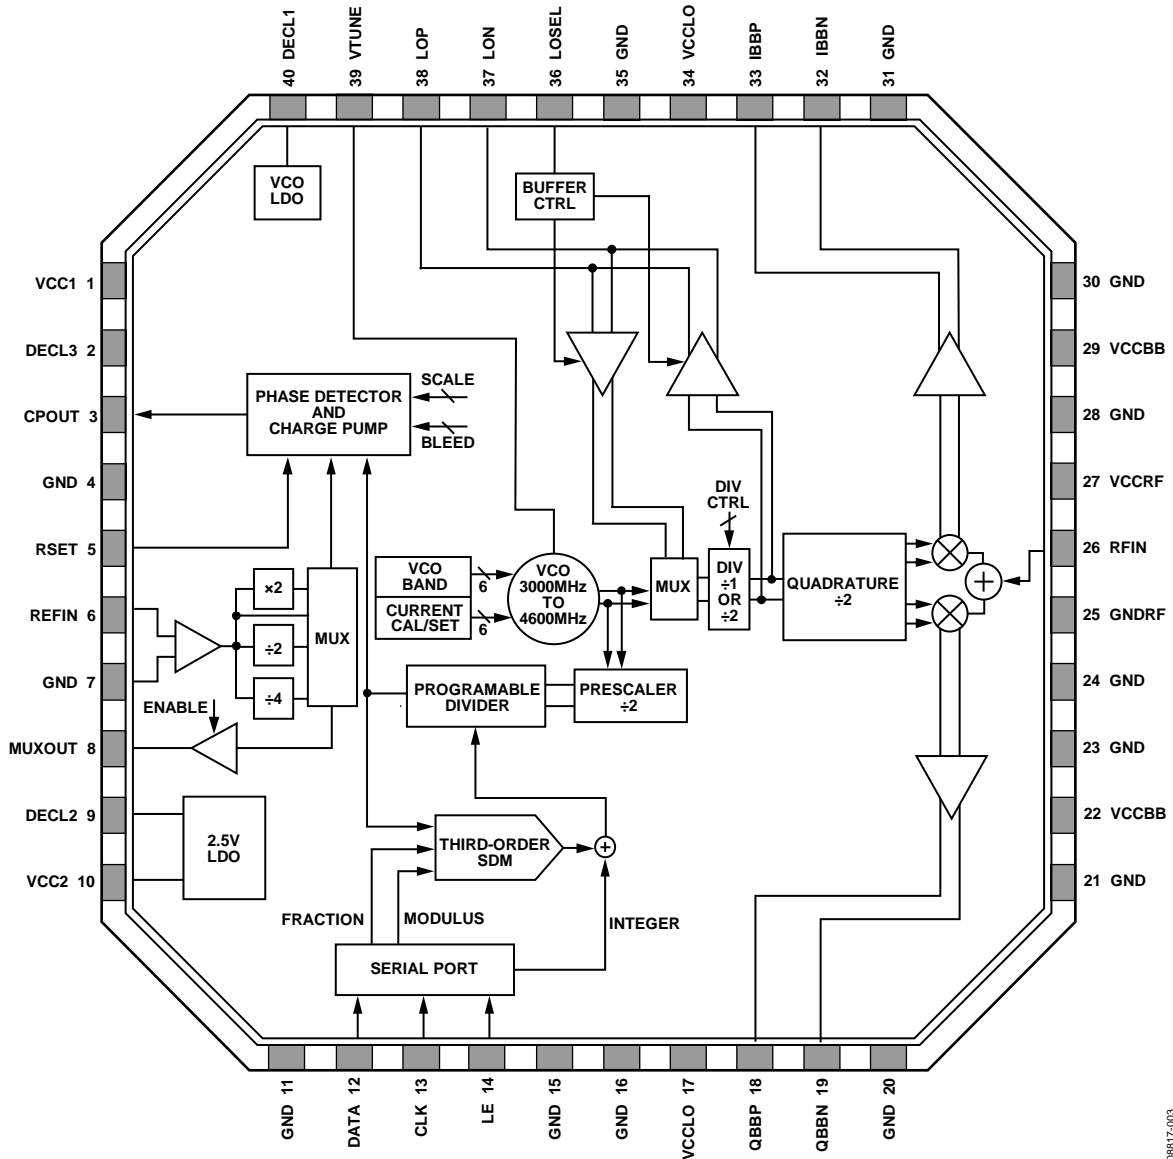 40 DECL1
39 VTUNE
38 LOP
37 LON
36 LOSEL
35 GND
34 VCCLO
33 IBBP
32 IBBN
31 GND
VCO
LDO
BUFFER
CTRL
VCC1 1
DECL3 2
CPOUT 3
GND 4
RSET 5
REFIN 6
GND 7
MUXOUT 8
DECL2 9
VCC2 10
30 GND
29 VCCBB
28 GND
27 VCCRF
26 RFIN
25 GNDRF
24 GND
23 GND
22 VCCBB
21 GND
PHASE DETECTOR
AND
CHARGE PUMP
SCALE
BLEED
DIV
CTRL
×2
÷2
÷4
MUX
VCO
BAND
CURRENT
CAL/SET
6
6
VCO
3000MHz
TO
4600MHz
MUX
DIV
÷1
OR
÷2
QUADRATURE
÷2
+
ENABLE
PROGRAMABLE
DIVIDER
PRESCALER
÷2
2.5V
LDO
THIRD-ORDER
SDM
+
FRACTION
MODULUS
INTEGER
SERIAL PORT
GND 11
DATA 12
CLK 13
LE 14
GND 15
GND 16
VCCLO 17
QBBP 18
QBBN 19
GND 20
08817-003